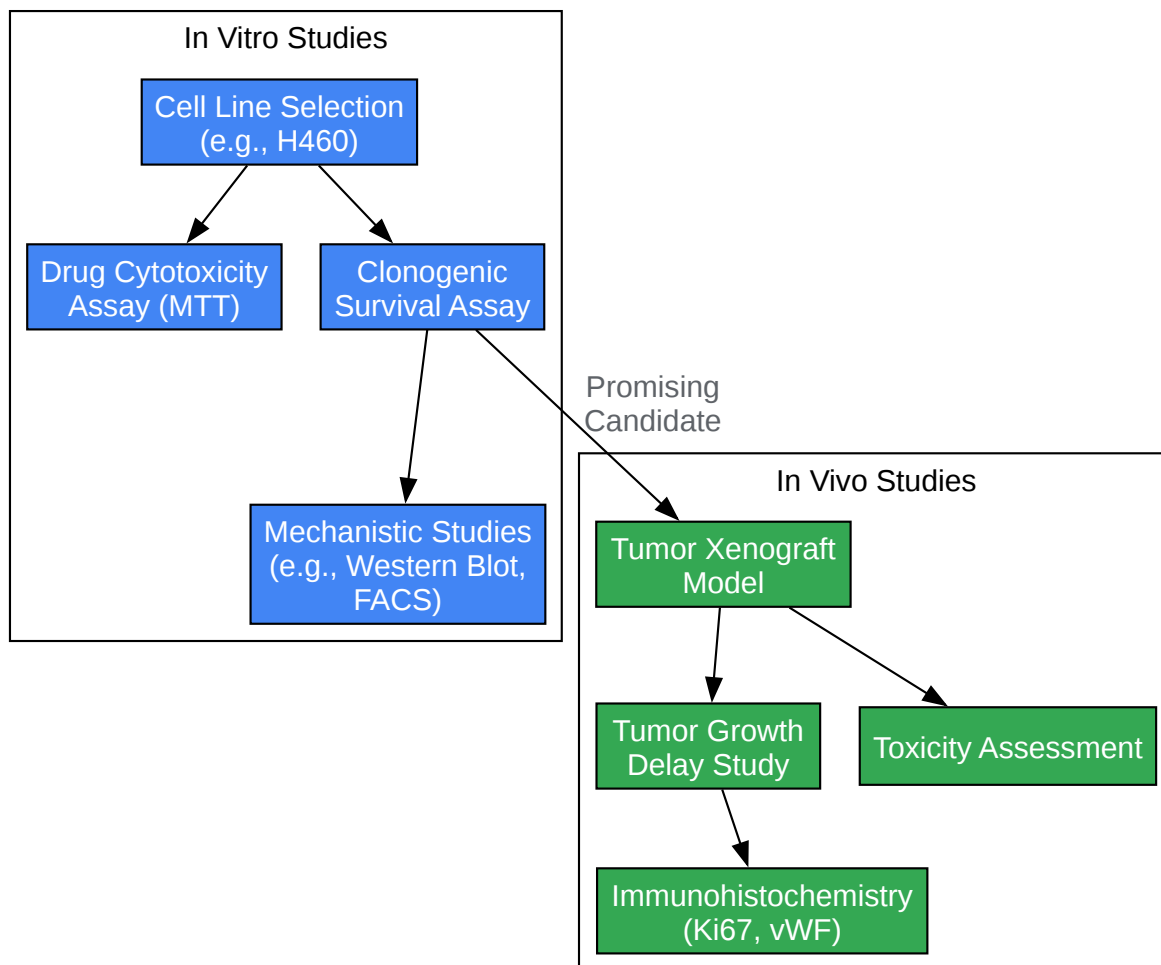 In Vitro Studies
Cell Line Selection
(e.g., H460)
Drug Cytotoxicity
Assay (MTT)
Clonogenic
Survival Assay
Promising
Candidate
Mechanistic Studies
(e.g., Western Blot,
FACS)
In Vivo Studies
Tumor Xenograft
Model
Tumor Growth
Delay Study
Toxicity Assessment
Immunohistochemistry
(Ki67, vWF)